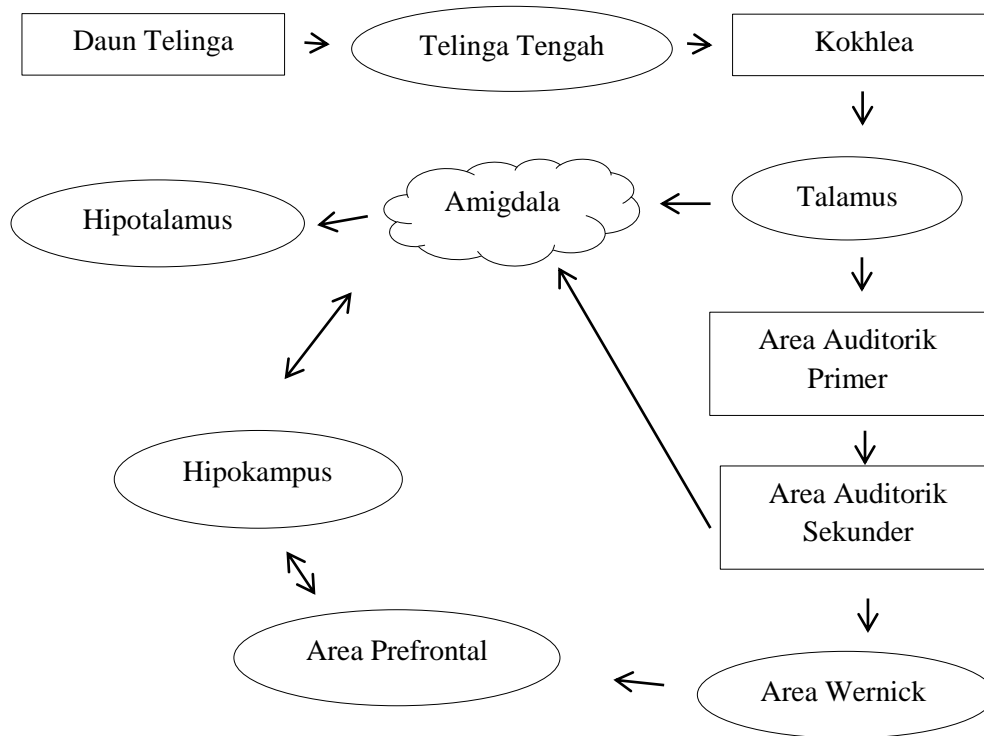 Daun Telinga
Telinga Tengah
Kokhlea
Hipotalamus
Amigdala
Talamus
Area Auditorik
Primer
Hipokampus
Area Auditorik
Sekunder
Area Prefrontal
Area Wernick